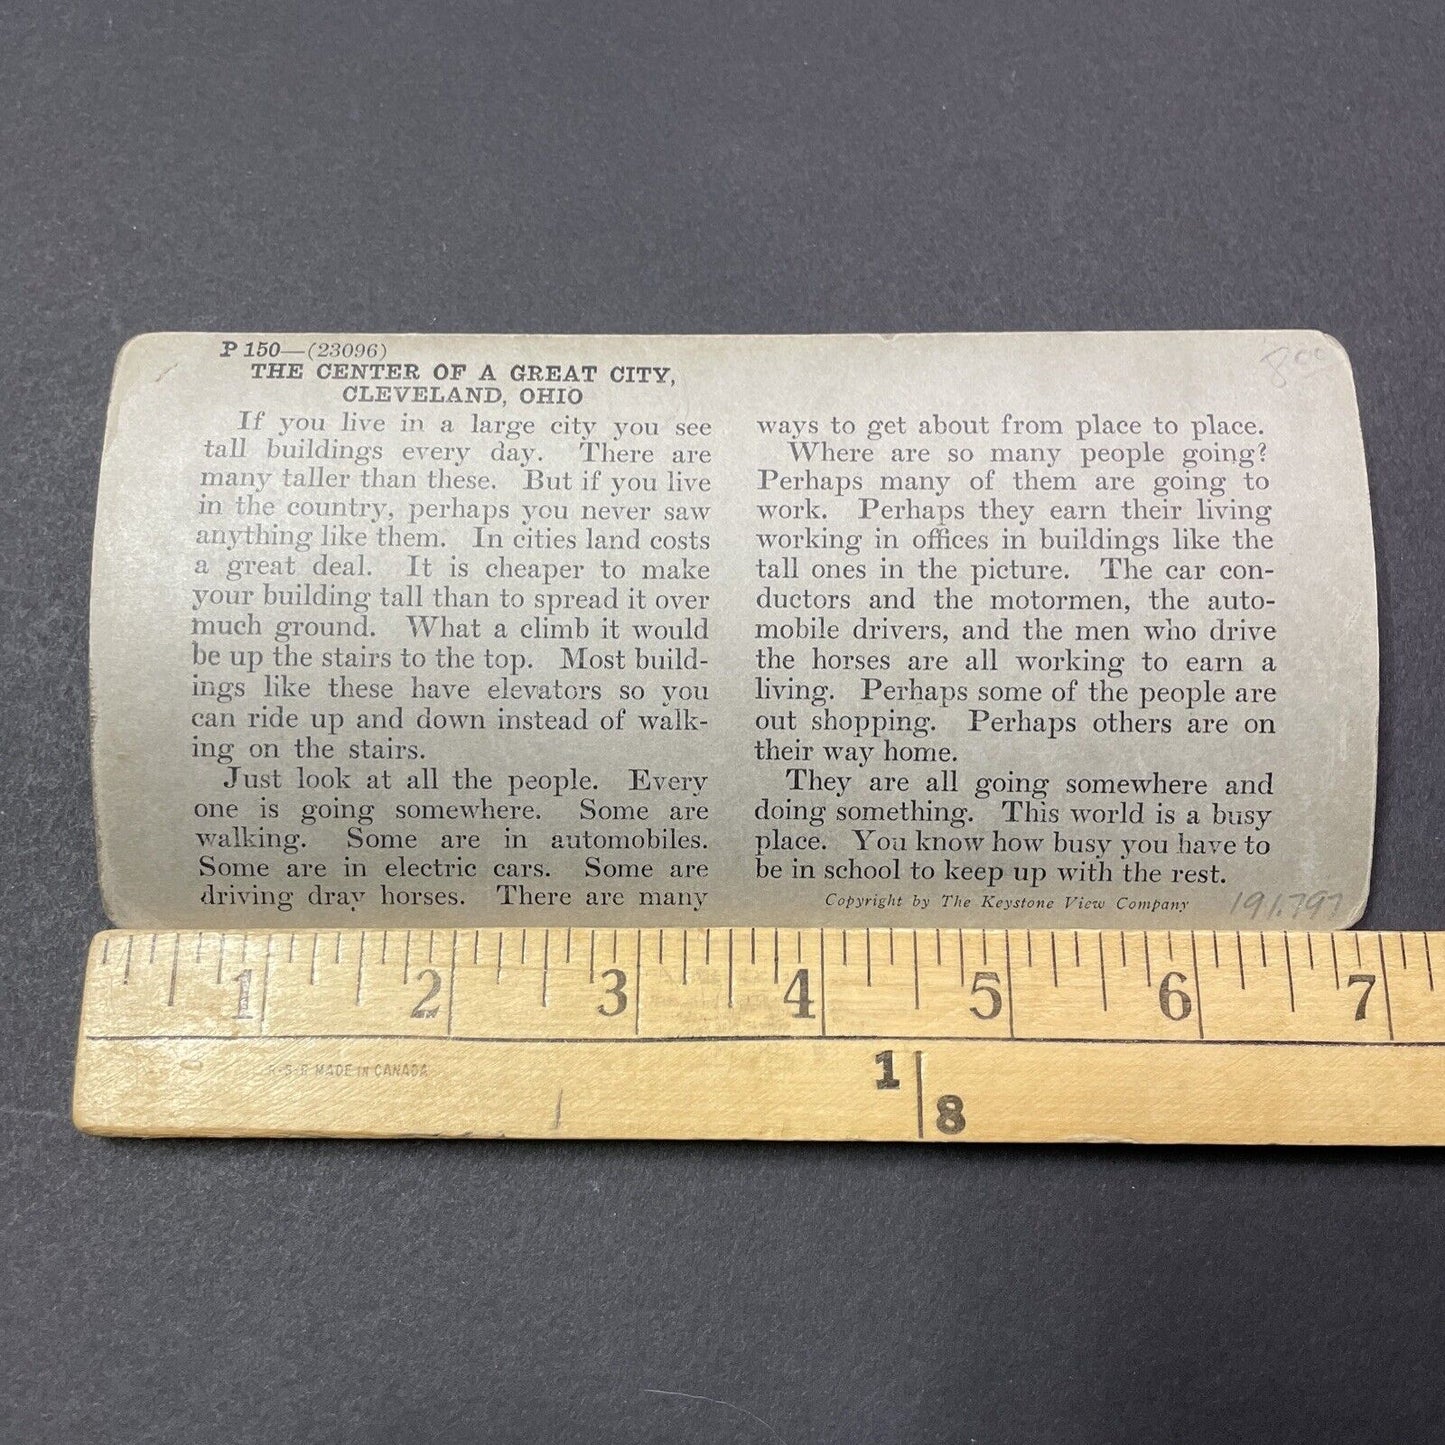 P 150—(23096)
THE CENTER OF A GREAT CITY,
CLEVELAND, OHIO
If you live in a large city you see
tall buildings every day. There are
many taller than these. But if you live
in the country, perhaps you never saw
anything like them. In cities land costs
a great deal. It is cheaper to make
your building tall than to spread it over
much ground. What a climb it would
be up the stairs to the top. Most build-
ings like these have elevators so you
can ride up and down instead of walk-
ing on the stairs.
Just look at all the people. Every
one is going somewhere. Some are
walking. Some are in automobiles.
Some are in electric cars. Some are
driving dray horses. There are many
ways to get about from place to place.
Where are so many people going?
Perhaps many of them are going to
work. Perhaps they earn their living
working in offices in buildings like the
tall ones in the picture. The car con-
ductors and the motormen, the auto-
mobile drivers, and the men who drive
the horses are all working to earn a
living. Perhaps some of the people are
out shopping. Perhaps others are on
their way home.
They are all going somewhere and
doing something. This world is a busy
place. You know how busy you have to
be in school to keep up with the rest.
Copyright by The Keystone View Company
191.797
800
1 2 3 4 5 6 7
MADE IN CANADA
1
8